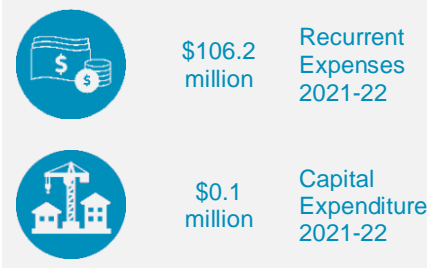 $
$
$106.2
million
Recurrent
Expenses
2021-22
$0.1
million
Capital
Expenditure
2021-22